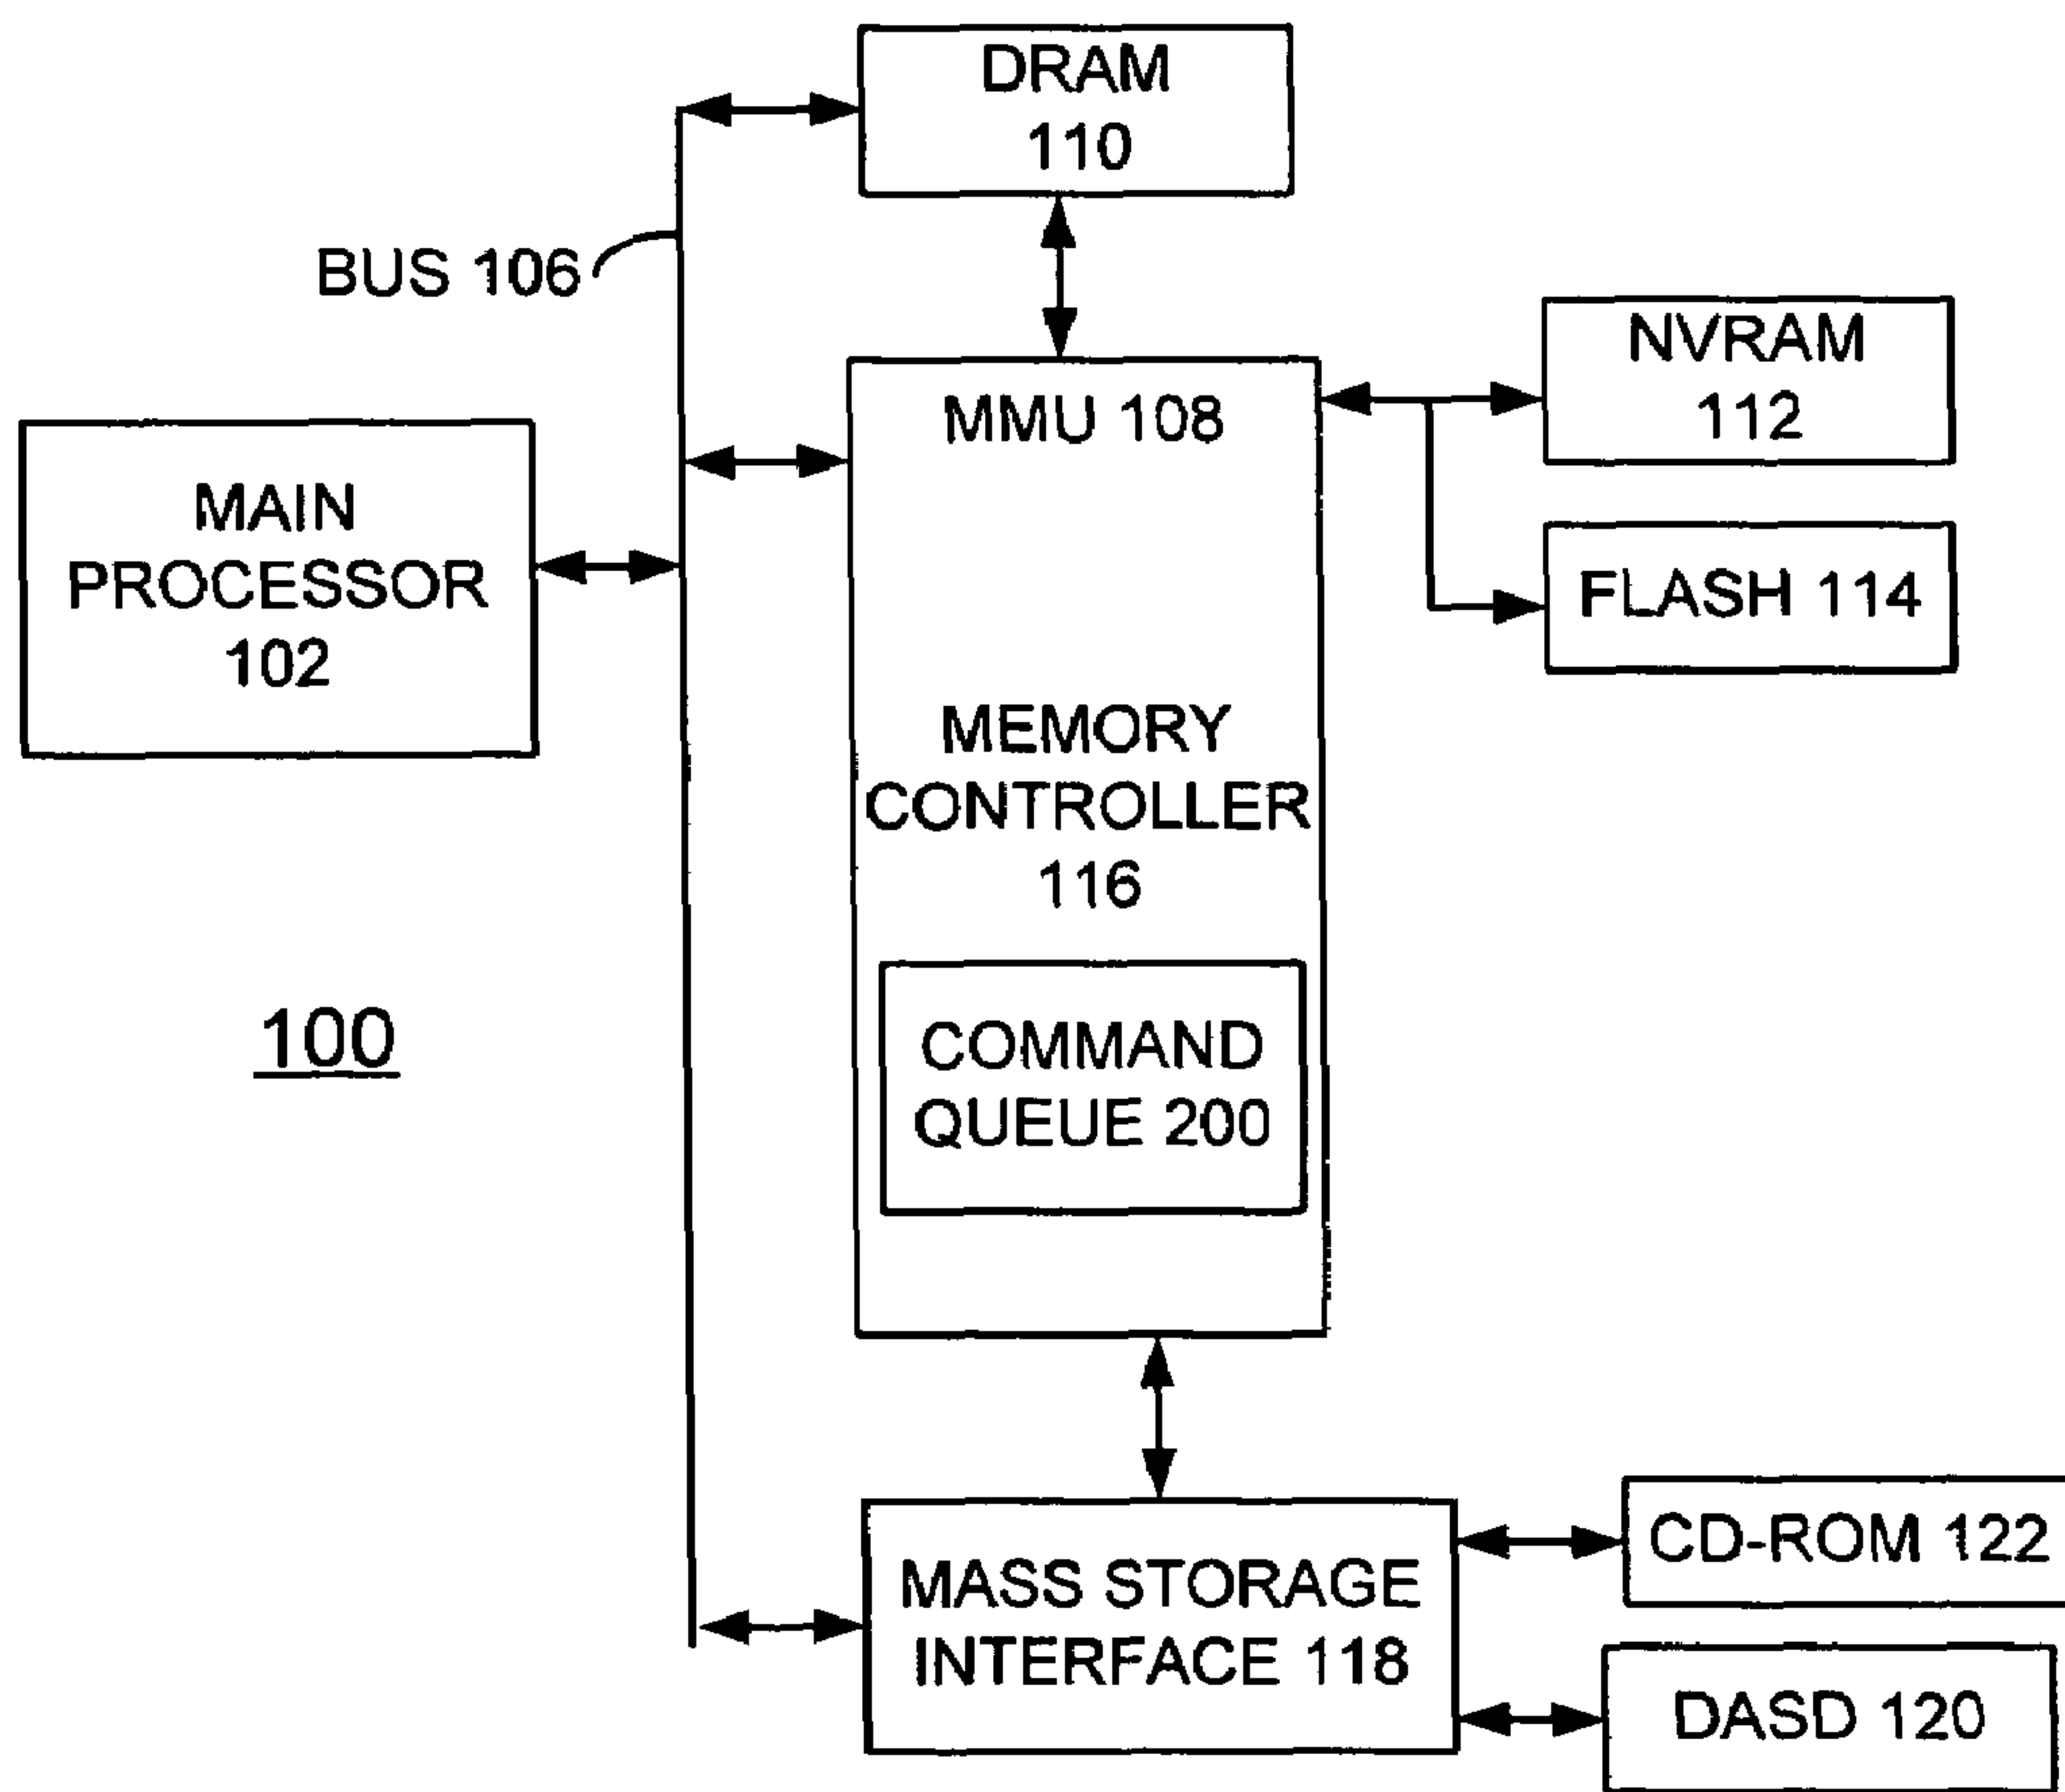 DRAM
110
BUS 106
NVRAM
112
MMU 108
MAIN
PROCESSOR
102
FLASH 114
MEMORY
CONTROLLER
116
100
COMMAND
QUEUE 200
MASS STORAGE
INTERFACE 118
CD-ROM 122
DASD 120